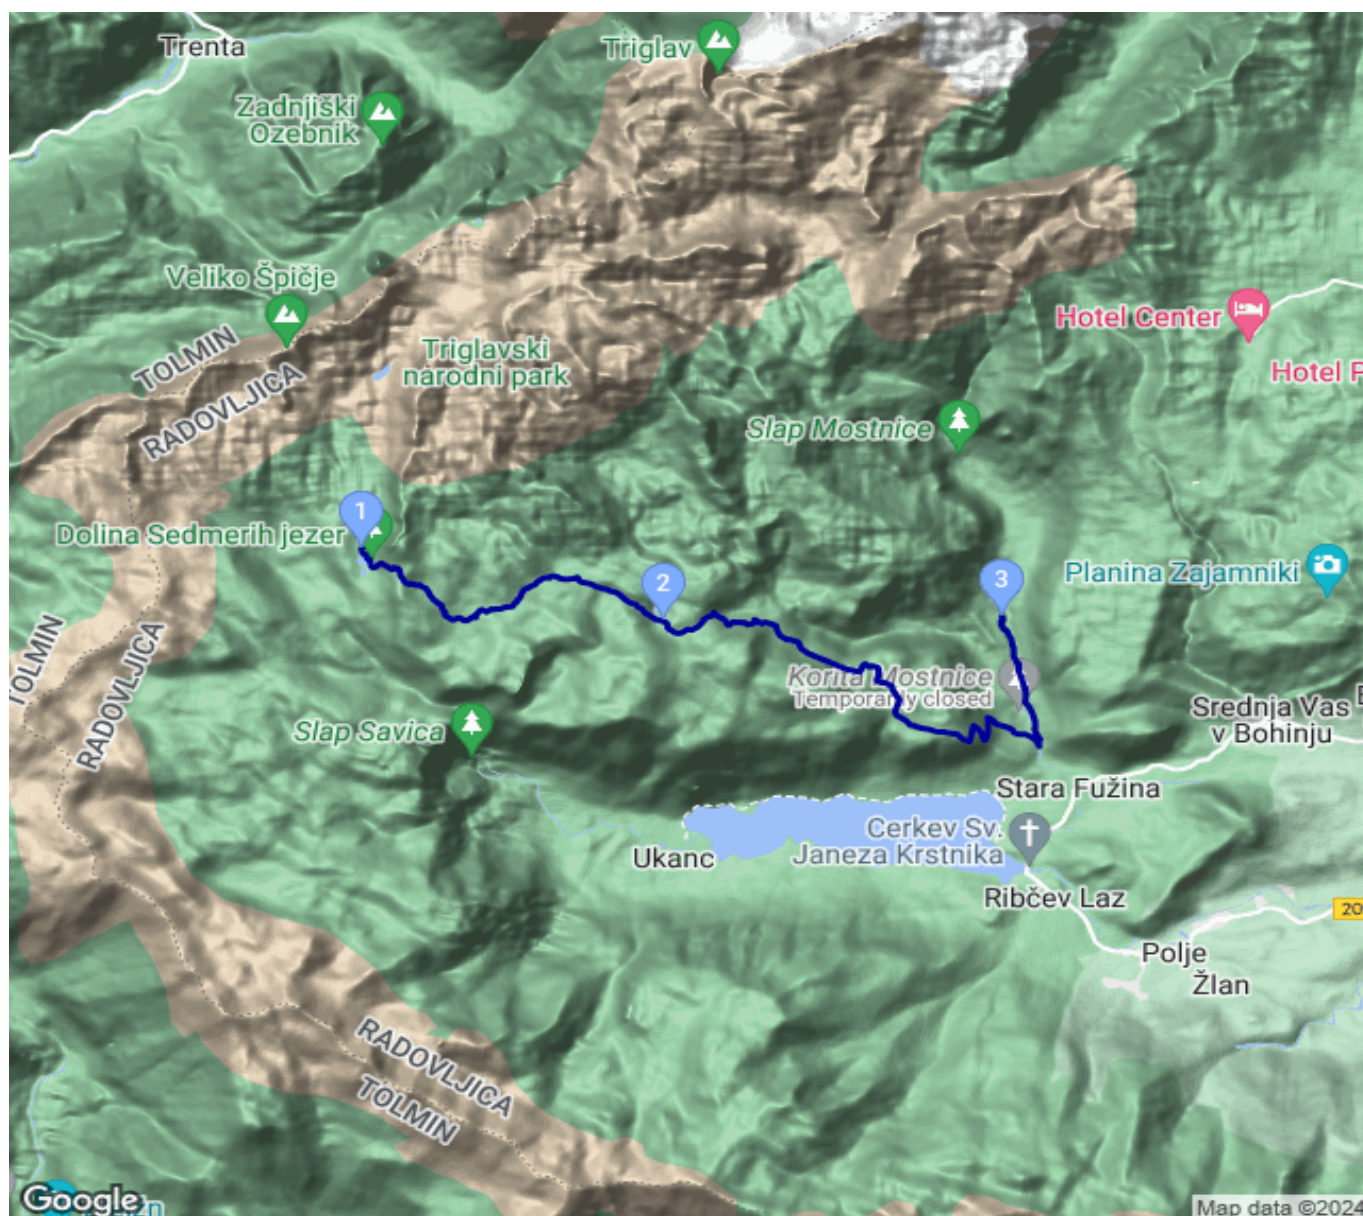 Trenta
Triglav
Zadnjiški
Ozebnik
Veliko Špičje
TOLMIN
RADOVLJICA
Triglavski
narodni park
Hotel Center
Hotel P
Slap Mostnice
1
Dolina Sedmerih jezer
2
3
Planina Zajamniki
TOLMIN
RADOVLJICA
Korita Mostnice
Temporarily closed
Slap Savica
Srednja Vas
v Bohinju
Stara Fužina
Cerkev Sv.
Janeza Krstnika
Ukanc
Ribčev Laz
Polje
Žlan
RADOVLJICA
TOLMIN
Google
Map data ©2024